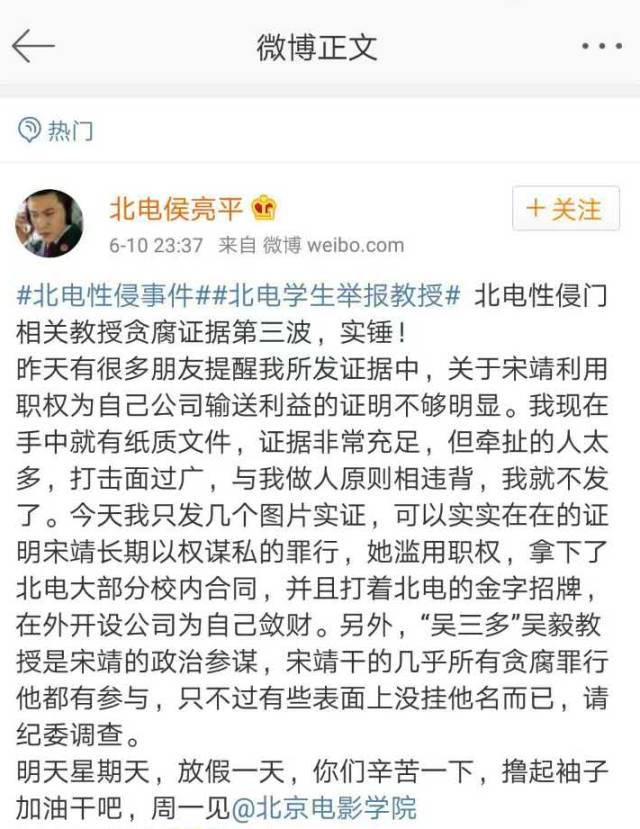 微博正文
热门
北电侯亮平
+关注
6-10 23:37 来自 微博 weibo.com
#北电性侵事件##北电学生举报教授# 北电性侵门
相关教授贪腐证据第三波，实锤！
昨天有很多朋友提醒我所发证据中，关于宋靖利用
职权为自己公司输送利益的证明不够明显。我现在
手中就有纸质文件，证据非常充足，但牵扯的人太
多，打击面过广，与我做人原则相违背，我就不发
了。今天我只发几个图片实证，可以实实在在的证
明宋靖长期以权谋私的罪行，她滥用职权，拿下了
北电大部分校内合同，并且打着北电的金字招牌，
在外开设公司为自己敛财。另外，“吴三多”吴毅教
授是宋靖的政治参谋，宋靖干的几乎所有贪腐罪行
他都有参与，只不过有些表面上没挂他名而已，请
纪委调查。
明天星期天，放假一天，你们辛苦一下，撸起袖子
加油干吧，周一见@北京电影学院